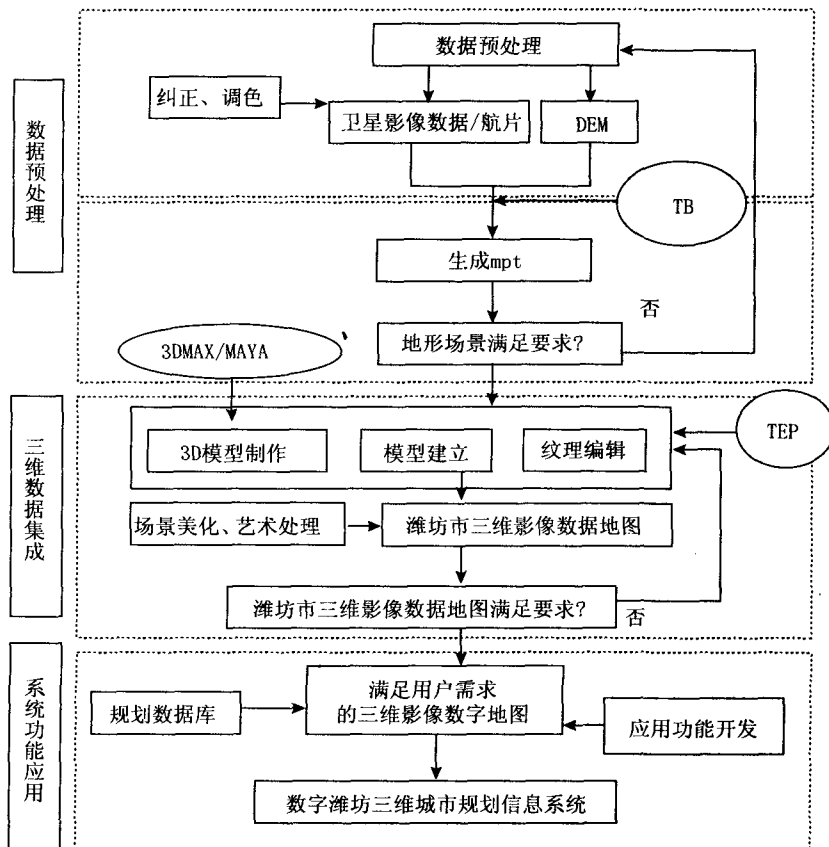 数据预处理
数据预处理
纠正、调色
卫星影像数据/航片
DEM
TB
生成mpt
否
地形场景满足要求?
3DMAX/MAYA
三维数据集成
TEP
3D模型制作
模型建立
纹理编辑
场景美化、艺术处理
潍坊市三维影像数据地图
潍坊市三维影像数据地图满足要求?
否
系统功能应用
满足用户需求
的三维影像数字地图
规划数据库
应用功能开发
数字潍坊三维城市规划信息系统